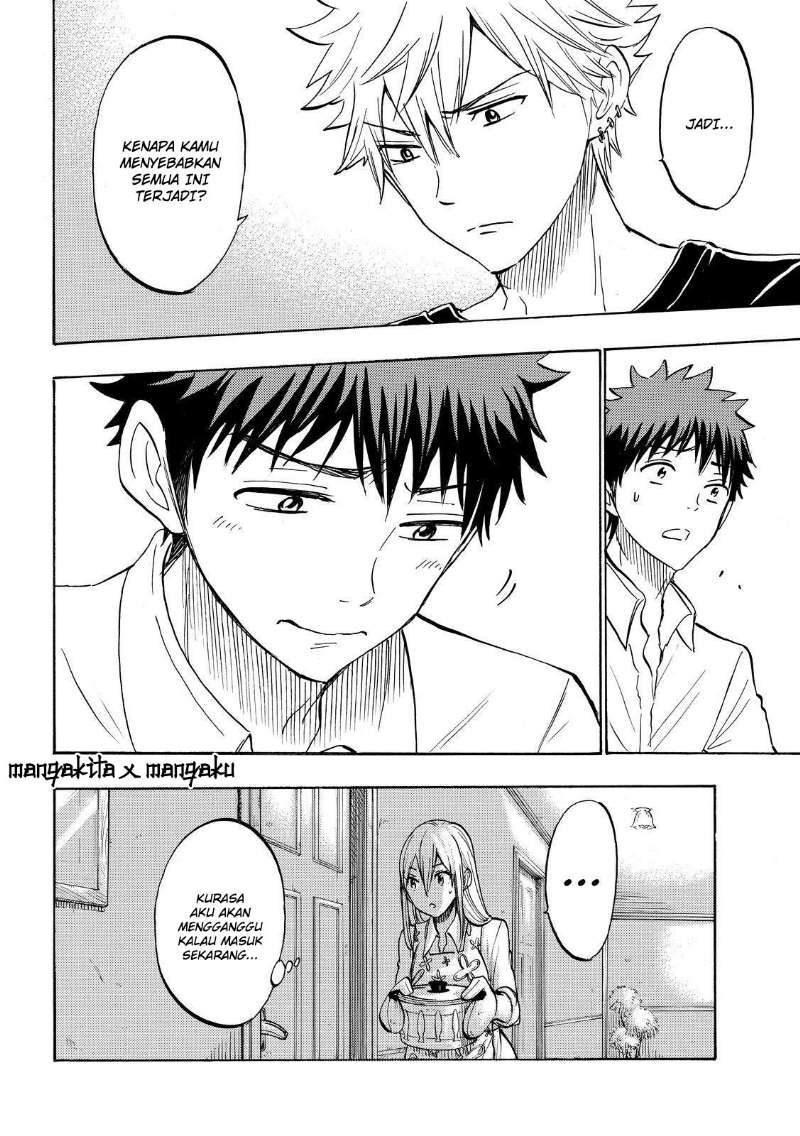 JADI...
KENAPA KAMU
MENYEBABKAN
SEMUA INI
TERJADI?
mangakita x mangaku
...
KURASA
AKU AKAN
MENGGANGGU
KALAU MASUK
SEKARANG...